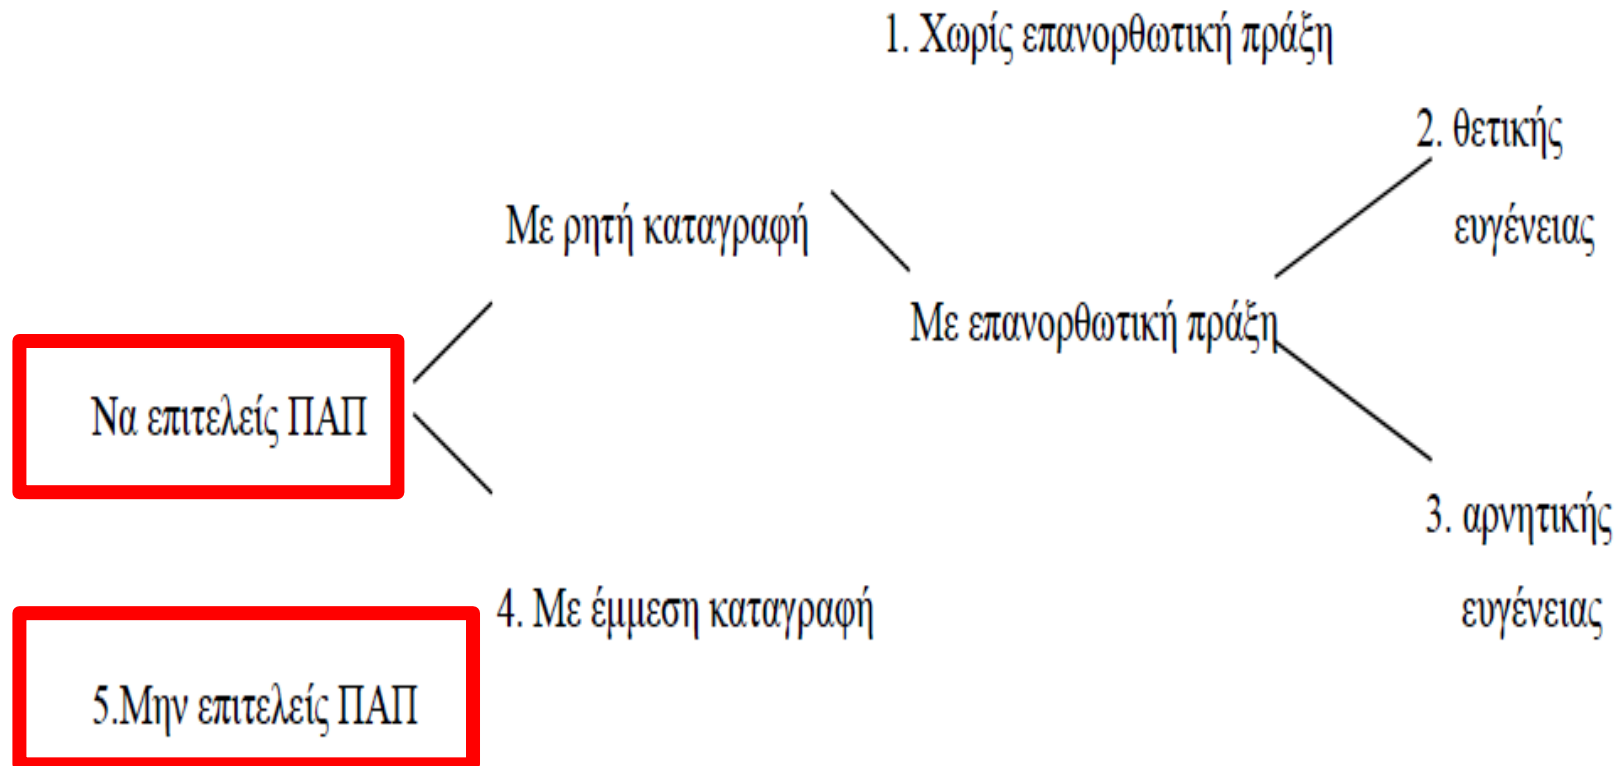 1. Χωρίς επανορθωτική πράξη
2. θετικής
ευγένειας
Με ρητή καταγραφή
Με επανορθωτική πράξη
Να επιτελείς ΠΑΠ
3. αρνητικής
ευγένειας
4. Με έμμεση καταγραφή
5.Μην επιτελείς ΠΑΠ